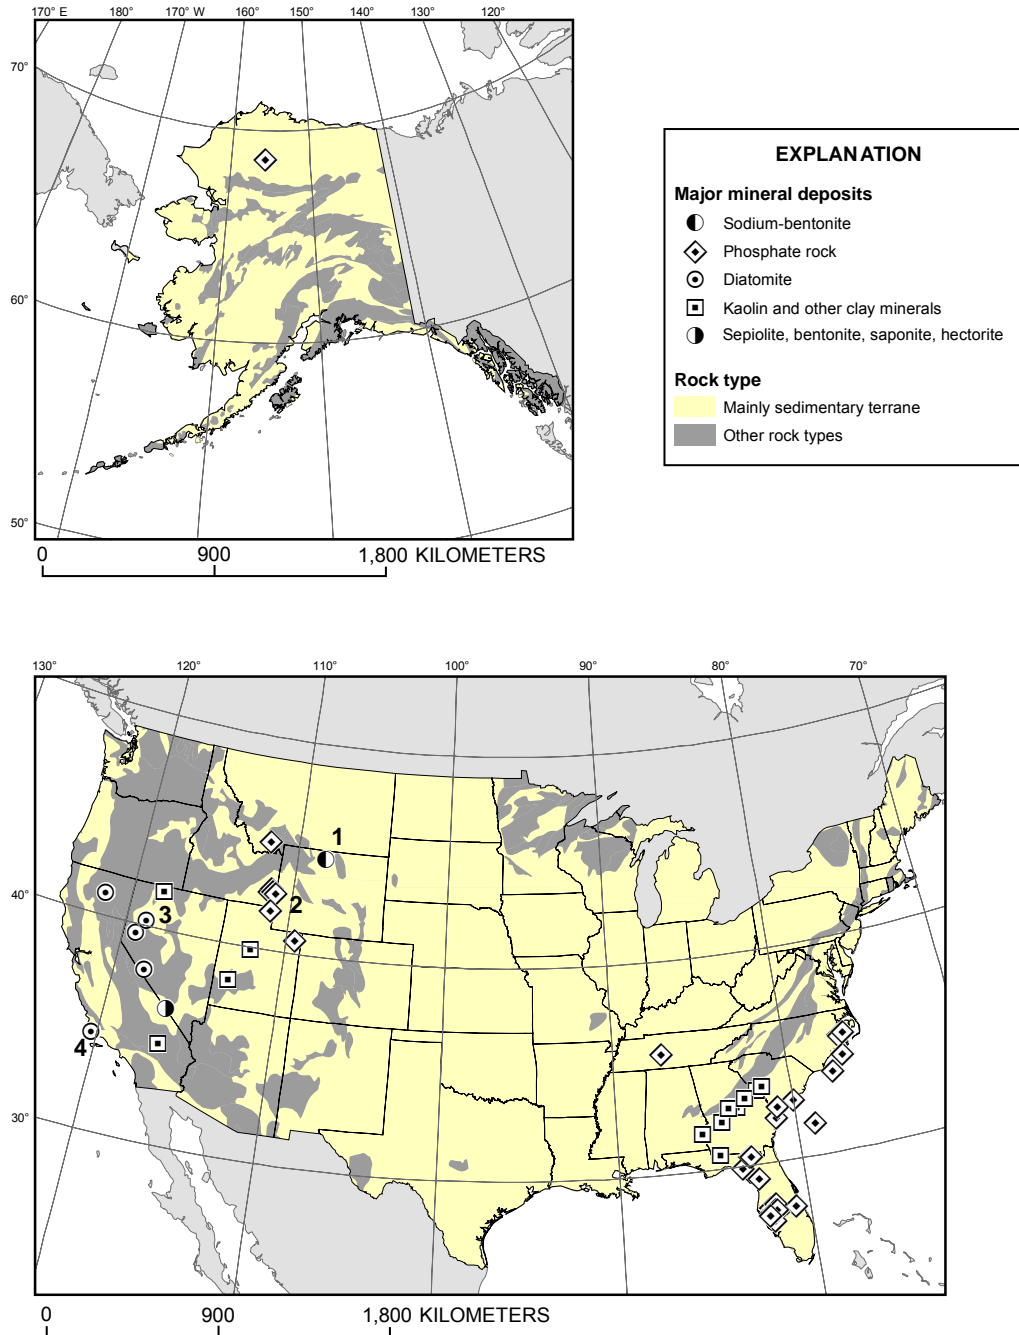 170° E 180° 170° W 160° 150° 140° 130° 120°
70°
60°
50°
0 900 1,800 KILOMETERS
EXPLANATION
Major mineral deposits
Sodium-bentonite
Phosphate rock
Diatomite
Kaolin and other clay minerals
Sepiolite, bentonite, saponite, hectorite
Rock type
Mainly sedimentary terrane
Other rock types
130° 120° 110° 100° 90° 80° 70°
1
40°
2
3
4
30°
0 900 1,800 KILOMETERS